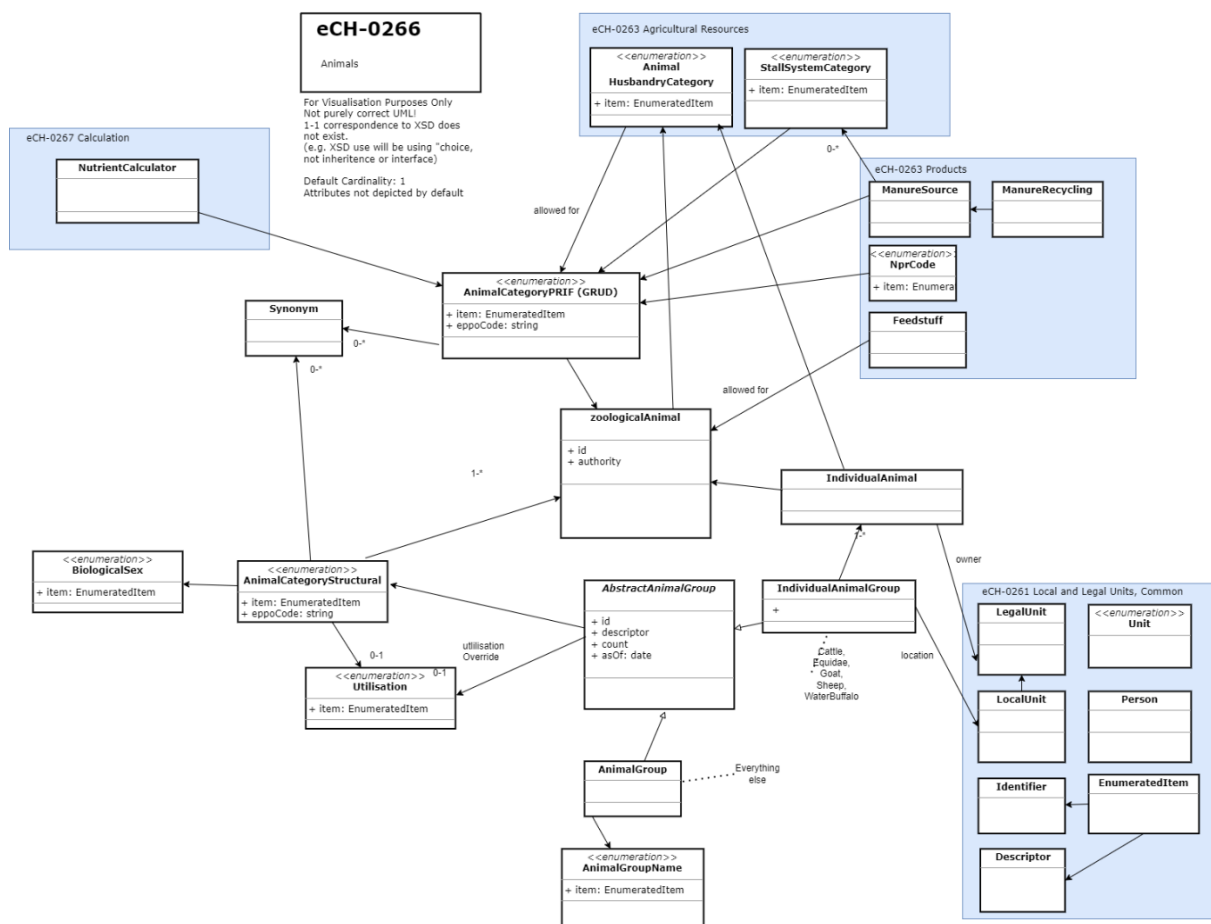 eCH-0266
Animals
For Visualisation Purposes Only
Not purely correct UML!
1-1 correspondence to XSD does
not exist.
(e.g. XSD use will be using "choice,
not inheritence or interface)
Default Cardinality: 1
Attributes not depicted by default
eCH-0263 Agricultural Resources
<<enumeration>>
Animal
HusbandryCategory
+ item: EnumeratedItem
<<enumeration>>
StallSystemCategory
+ item: EnumeratedItem
eCH-0267 Calculation
NutrientCalculator
0-*
eCH-0263 Products
ManureSource
ManureRecycling
<<enumeration>
NprCode
+ item: Enumera
Feedstuff
allowed for
<<enumeration>>
AnimalCategoryPRIF (GRUD)
+ item: EnumeratedItem
+ eppoCode: string
Synonym
0-*
0-*
allowed for
zoologicalAnimal
+ id
+ authority
1-*
IndividualAnimal
1-*
owner
<<enumeration>>
BiologicalSex
+ item: EnumeratedItem
<<enumeration>>
AnimalCategoryStructural
+ item: EnumeratedItem
+ eppoCode: string
AbstractAnimalGroup
+ id
+ descriptor
+ count
+ asOf: date
IndividualAnimalGroup
+
utlilisation
Override
0-1
0-1
<<enumeration>>
Utilisation
+ item: EnumeratedItem
Cattle,
Equidae,
Goat,
Sheep,
WaterBuffalo
location
eCH-0261 Local and Legal Units, Common
LegalUnit
<<enumeration>>
Unit
LocalUnit
Person
Identifier
EnumeratedItem
Descriptor
AnimalGroup
Everything
else
<<enumeration>>
AnimalGroupName
+ item: EnumeratedItem